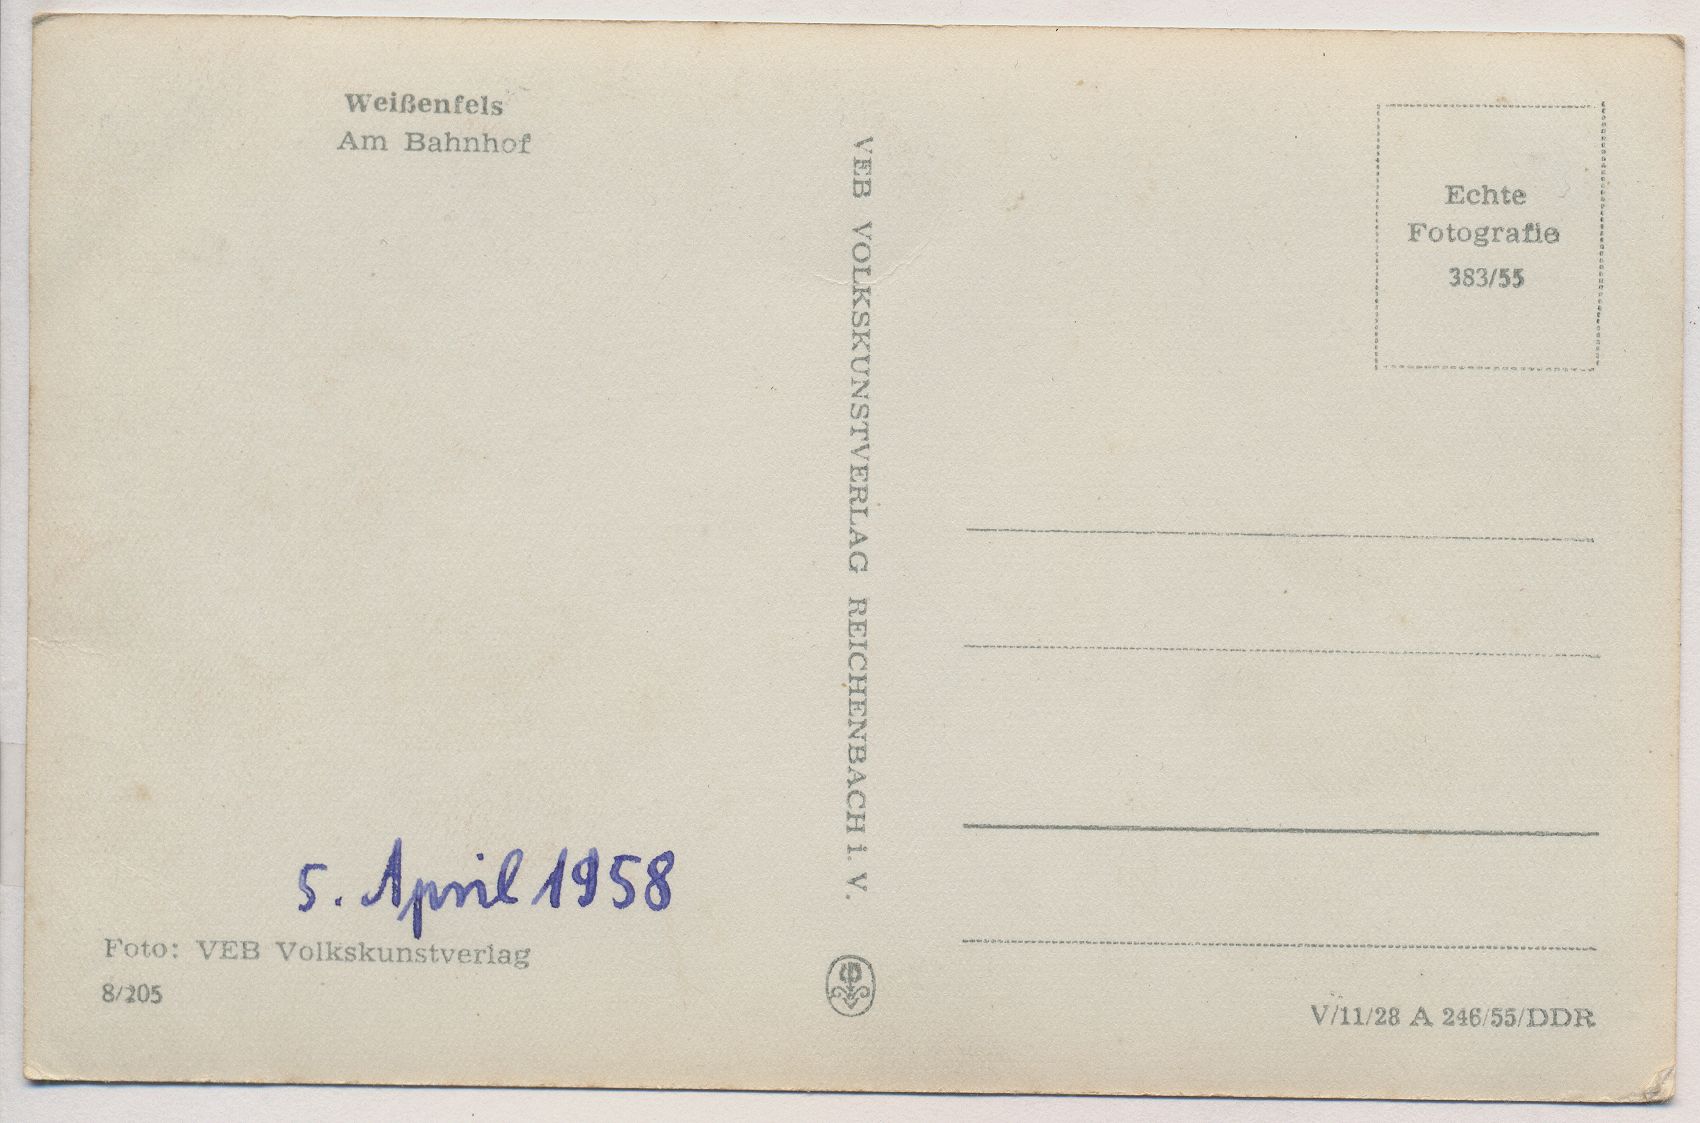 Weißenfels
Am Bahnhof
5. April 1958
Foto: VEB Volkskunstverlag
8/205
VEB VOLKSKUNSTVERLAG REICHENBACH i. V.
Echte
Fotografie
383/55
V/11/28 A 246/55/DDR